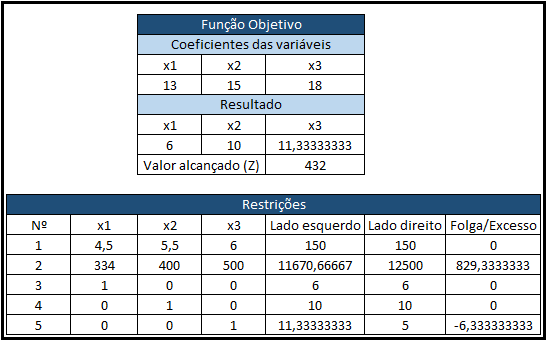 Função Objetivo
Coeficientes das variáveis
x1 x2 x3
13 15 18
Resultado
x1 x2 x3
6 10 11,33333333
Valor alcançado (Z) 432
Restrições
Nº x1 x2 x3 Lado esquerdo Lado direito Folga/Excesso
1 4,5 5,5 6 150 150 0
2 334 400 500 11670,66667 12500 829,3333333
3 1 0 0 6 6 0
4 0 1 0 10 10 0
5 0 0 1 11,33333333 5 -6,333333333